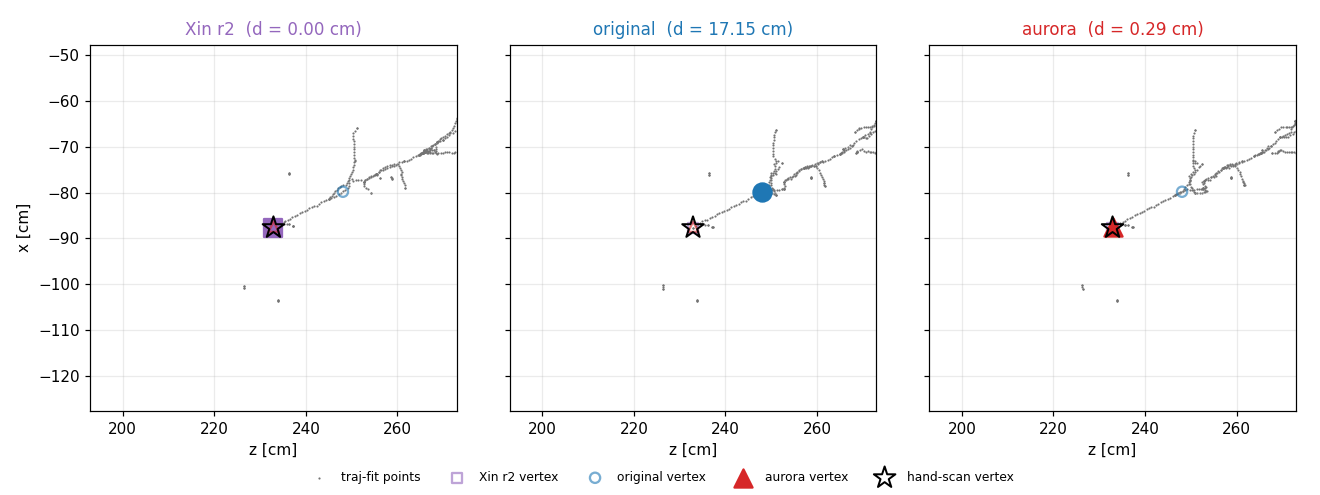 Xin r2  (d = 0.00 cm)
original  (d = 17.15 cm)
aurora  (d = 0.29 cm)
x [cm]
−50
−60
−70
−80
−90
−100
−110
−120
200 220 240 260
200 220 240 260
200 220 240 260
z [cm] z [cm] z [cm]
traj-fit points Xin r2 vertex original vertex aurora vertex hand-scan vertex